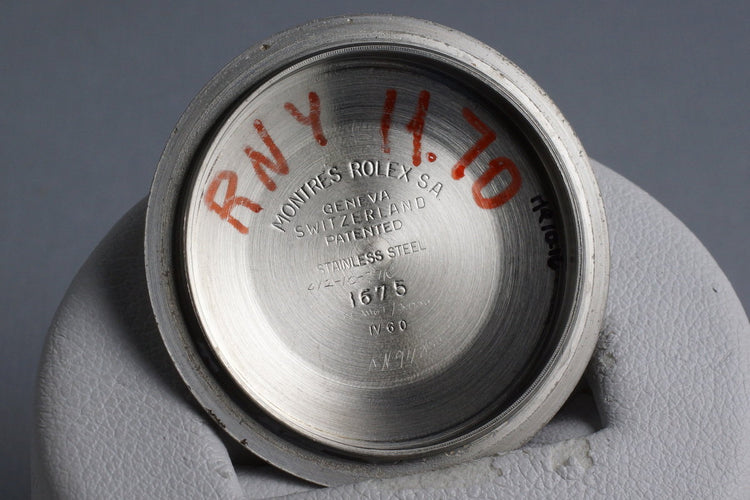 RNY 11.70
MONTRES ROLEX S.A.
GENEVA
SWITZERLAND
PATENTED
STAINLESS STEEL
1675
IV 60